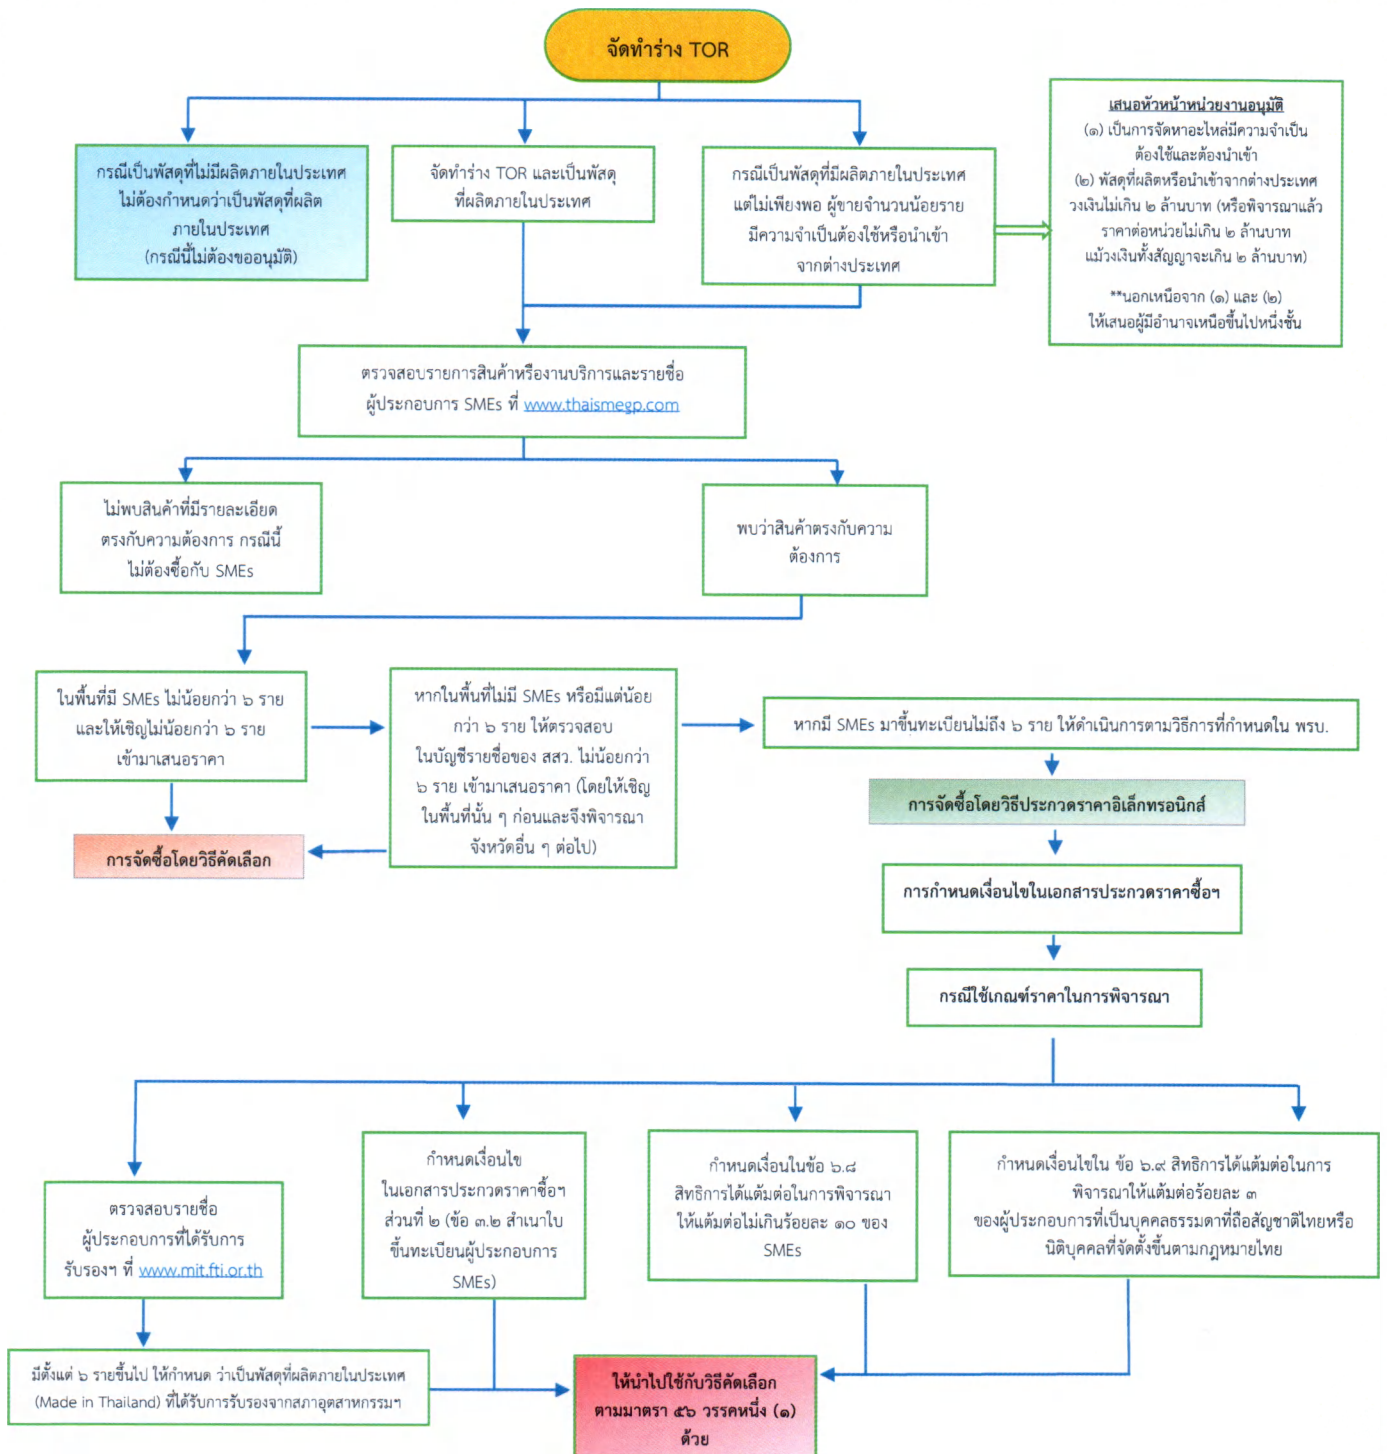 จัดทำร่าง TOR
กรณีเป็นพัสดุที่ไม่มีผลิตภายในประเทศ
ไม่ต้องกำหนดว่าเป็นพัสดุที่ผลิต
ภายในประเทศ
(กรณีนี้ไม่ต้องขออนุมัติ)
จัดทำร่าง TOR และเป็นพัสดุ
ที่ผลิตภายในประเทศ
กรณีเป็นพัสดุที่มีผลิตภายในประเทศ
แต่ไม่เพียงพอ ผู้ขายจำนวนน้อยราย
มีความจำเป็นต้องใช้หรือนำเข้า
จากต่างประเทศ
เสนอหัวหน้าหน่วยงานอนุมัติ
(๑) เป็นการจัดหาอะไหล่มีความจำเป็น
ต้องใช้และต้องนำเข้า
(๒) พัสดุที่ผลิตหรือนำเข้าจากต่างประเทศ
วงเงินไม่เกิน ๒ ล้านบาท (หรือพิจารณาแล้ว
ราคาต่อหน่วยไม่เกิน ๒ ล้านบาท
แม้วงเงินทั้งสัญญาจะเกิน ๒ ล้านบาท)
**นอกเหนือจาก (๑) และ (๒)
ให้เสนอผู้มีอำนาจเหนือขึ้นไปหนึ่งชั้น
ตรวจสอบรายการสินค้าหรืองานบริการและรายชื่อ
ผู้ประกอบการ SMEs ที่ www.thaismegp.com
ไม่พบสินค้าที่มีรายละเอียด
ตรงกับความต้องการ กรณีนี้
ไม่ต้องซื้อกับ SMEs
พบว่าสินค้าตรงกับความ
ต้องการ
ในพื้นที่มี SMEs ไม่น้อยกว่า ๖ ราย
และให้เชิญไม่น้อยกว่า ๖ ราย
เข้ามาเสนอราคา
หากในพื้นที่ไม่มี SMEs หรือมีแต่น้อย
กว่า ๖ ราย ให้ตรวจสอบ
ในบัญชีรายชื่อของ สสว. ไม่น้อยกว่า
๖ ราย เข้ามาเสนอราคา (โดยให้เชิญ
ในพื้นที่นั้น ๆ ก่อนและจึงพิจารณา
จังหวัดอื่น ๆ ต่อไป)
หากมี SMEs มาขึ้นทะเบียนไม่ถึง ๖ ราย ให้ดำเนินการตามวิธีการที่กำหนดใน พรบ.
การจัดซื้อโดยวิธีคัดเลือก
การจัดซื้อโดยวิธีประกวดราคาอิเล็กทรอนิกส์
การกำหนดเงื่อนไขในเอกสารประกวดราคาซื้อฯ
กรณีใช้เกณฑ์ราคาในการพิจารณา
ตรวจสอบรายชื่อ
ผู้ประกอบการที่ได้รับการ
รับรองฯ ที่ www.mit.fti.or.th
กำหนดเงื่อนไข
ในเอกสารประกวดราคาซื้อฯ
ส่วนที่ ๒ (ข้อ ๓.๒ สำเนาใบ
ขึ้นทะเบียนผู้ประกอบการ
SMEs)
กำหนดเงื่อนในข้อ ๖.๘
สิทธิการได้แต้มต่อในการพิจารณา
ให้แต้มต่อไม่เกินร้อยละ ๑๐ ของ
SMEs
กำหนดเงื่อนไขใน ข้อ ๖.๙ สิทธิการได้แต้มต่อในการ
พิจารณาให้แต้มต่อร้อยละ ๓
ของผู้ประกอบการที่เป็นบุคคลธรรมดาที่ถือสัญชาติไทยหรือ
นิติบุคคลที่จัดตั้งขึ้นตามกฎหมายไทย
มีตั้งแต่ ๖ รายขึ้นไป ให้กำหนด ว่าเป็นพัสดุที่ผลิตภายในประเทศ
(Made in Thailand) ที่ได้รับการรับรองจากสภาอุตสาหกรรมฯ
ให้นำไปใช้กับวิธีคัดเลือก
ตามมาตรา ๕๖ วรรคหนึ่ง (๑)
ด้วย